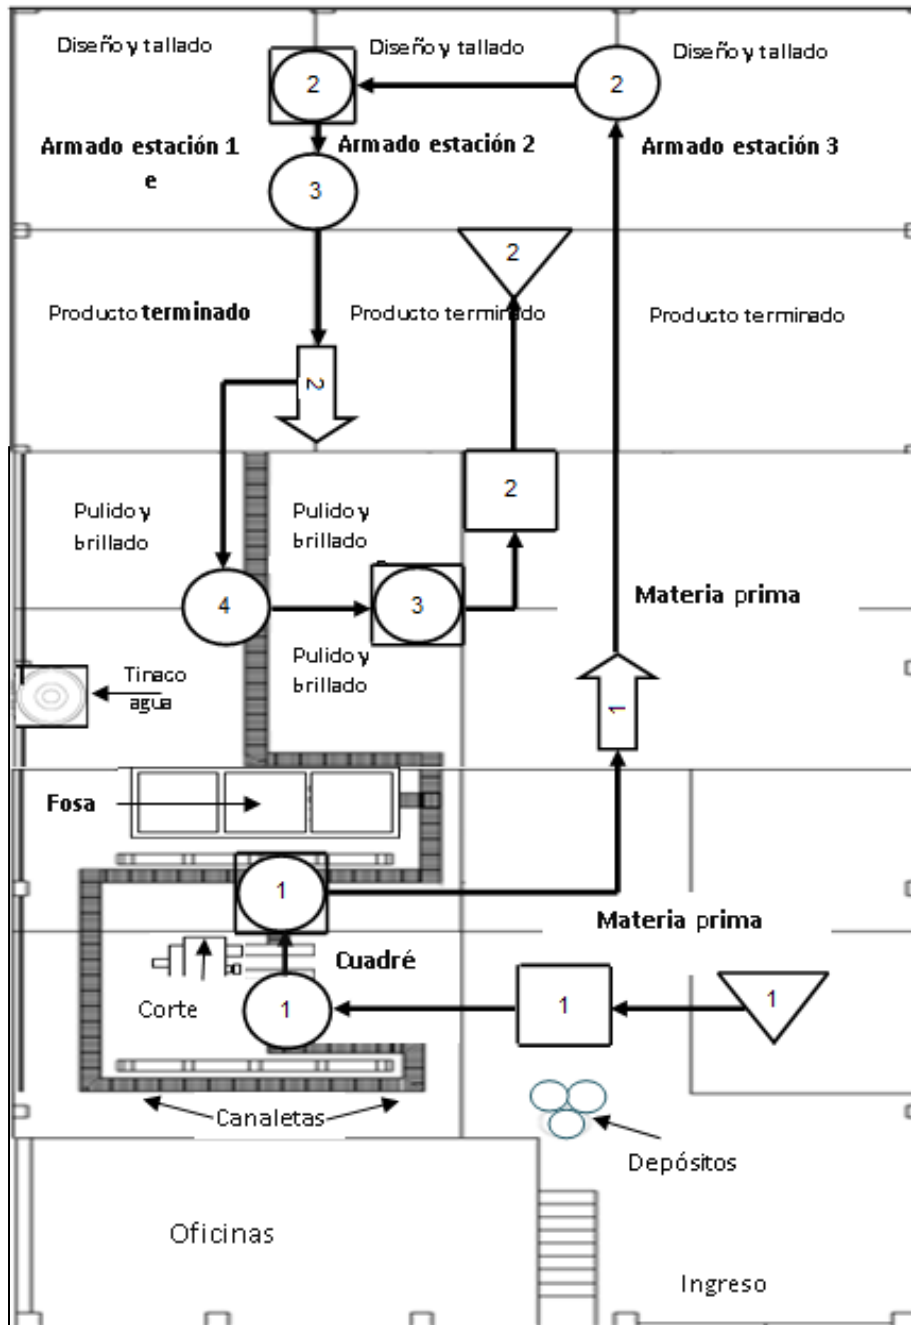 Diseño y tallado
Diseño y tallado
Diseño y tallado
2
2
Armado estación 1
e
Armado estación 2
Armado estación 3
3
2
Producto terminado
Producto terminado
Producto terminado
2
2
Pulido y
brillado
Pulido y
brillado
4
3
Materia prima
Pulido y
brillado
Tinaco
agua
1
Fosa
1
Materia prima
Cuadré
Corte
1
1
1
Canaletas
Depósitos
Oficinas
Ingreso